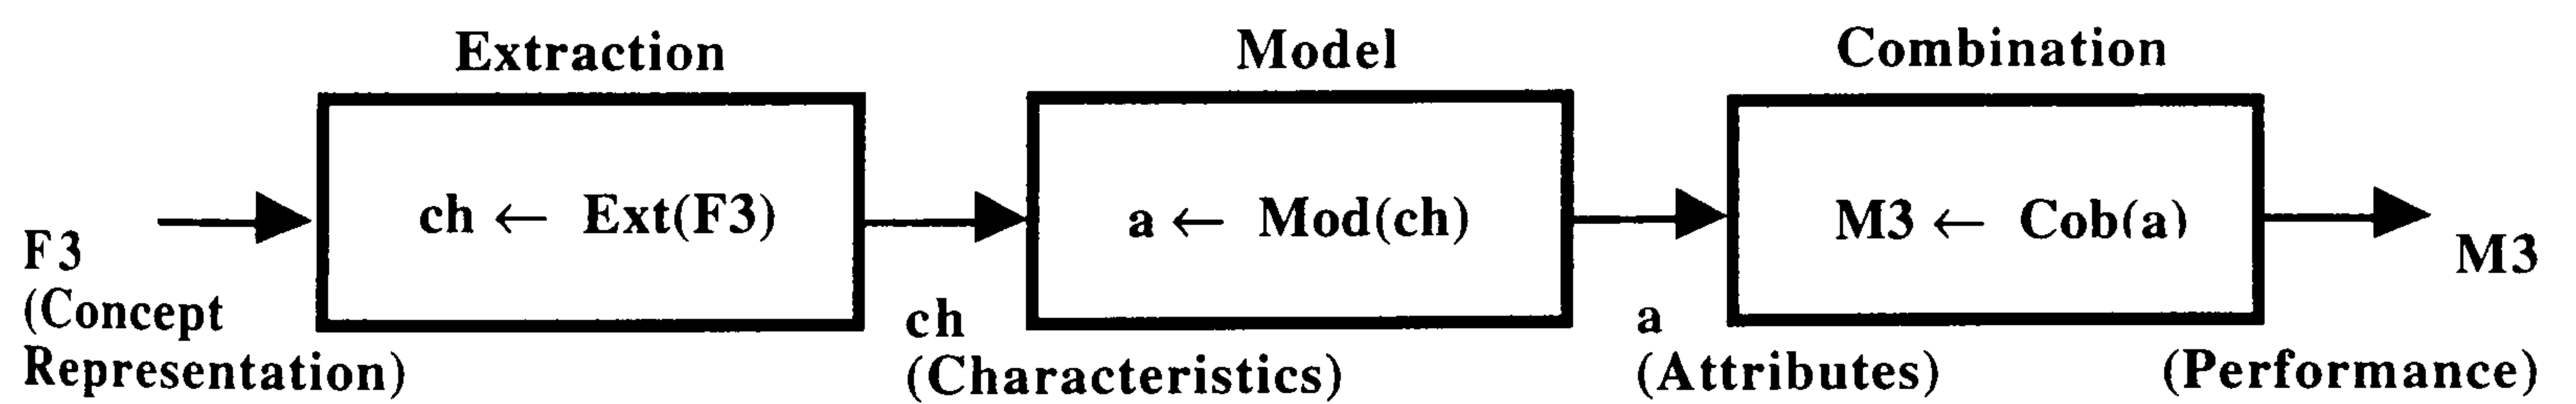 Extraction
Model
Combination
ch ← Ext(F3)
a ← Mod(ch)
M3 ← Cob(a)
F3
(Concept
Representation)
ch
(Characteristics)
a
(Attributes)
M3
(Performance)